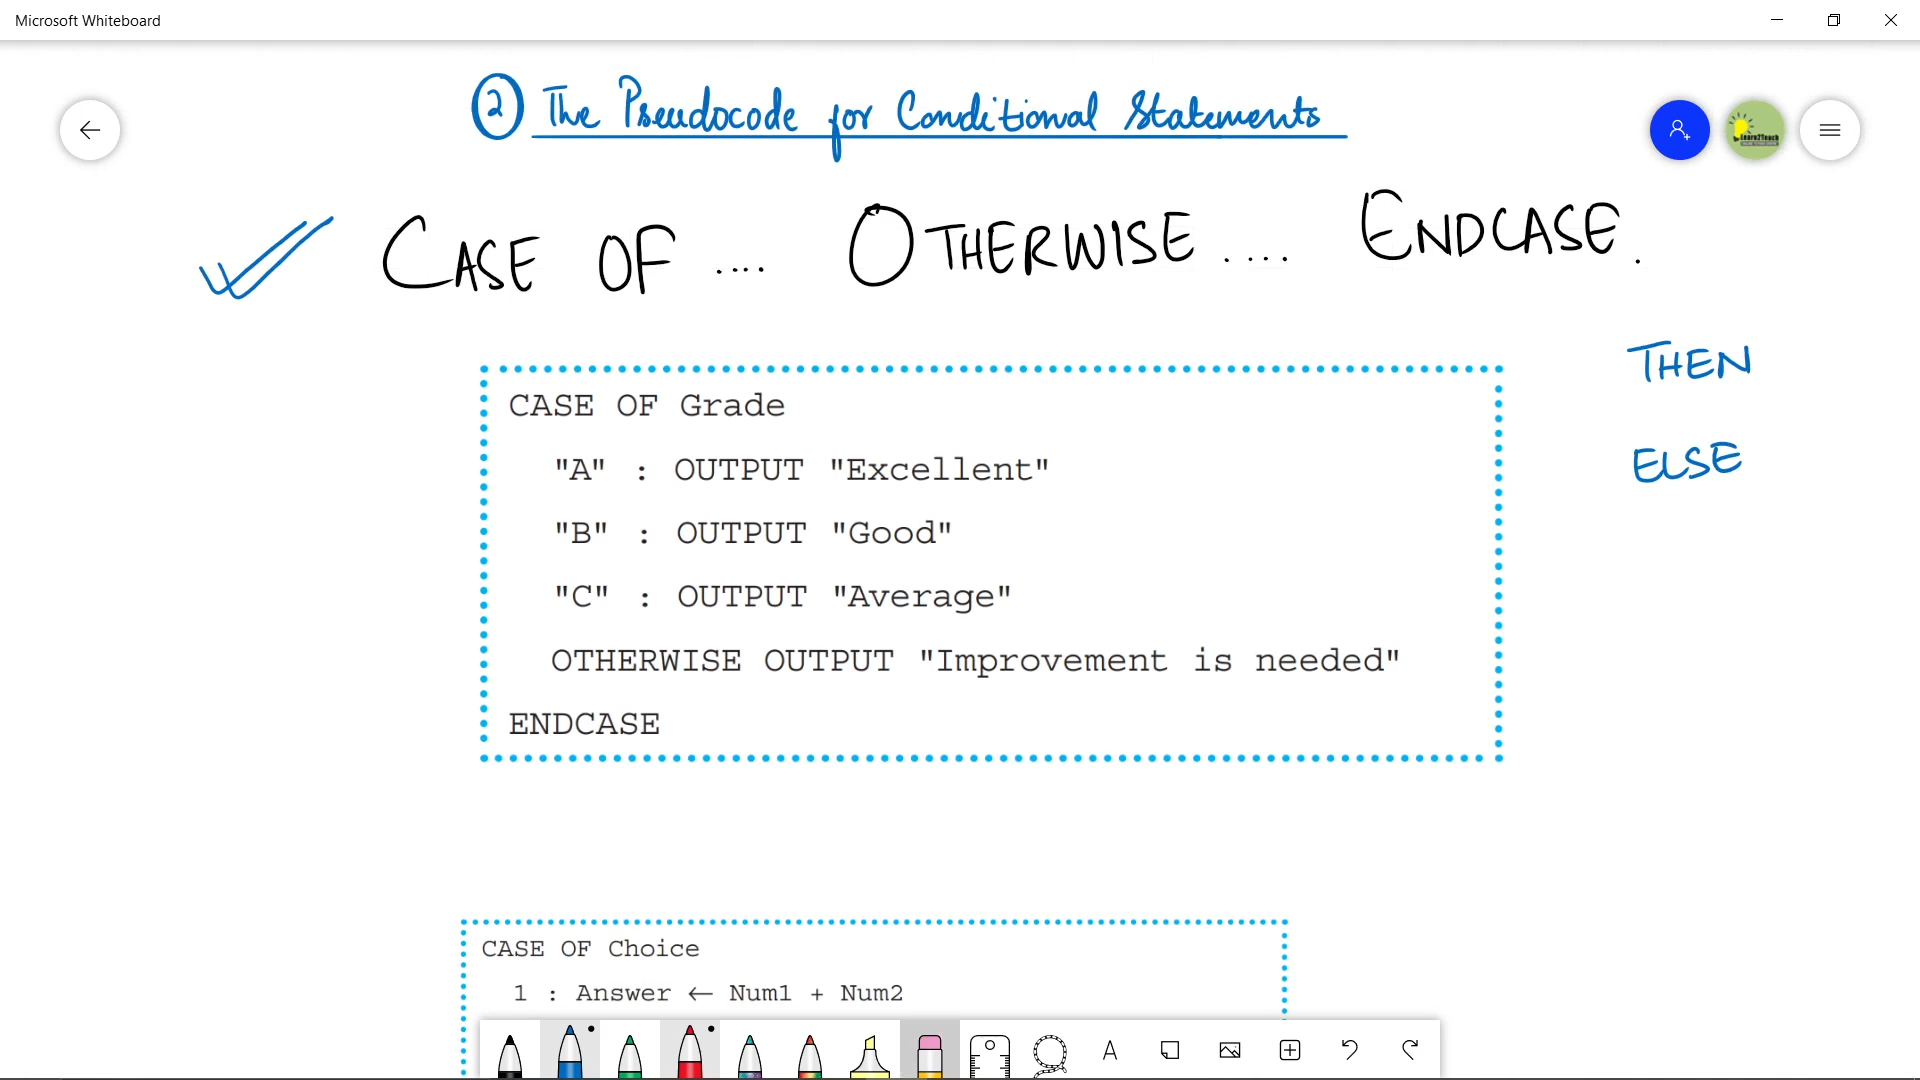 Microsoft Whiteboard
2 The Pseudocode for Conditional Statements
CASE OF .... OTHERWISE .... ENDCASE.
THEN
ELSE
CASE OF Grade
"A" : OUTPUT "Excellent"
"B" : OUTPUT "Good"
"C" : OUTPUT "Average"
OTHERWISE OUTPUT "Improvement is needed"
ENDCASE
CASE OF Choice
1 : Answer ← Num1 + Num2
Learn2Teach